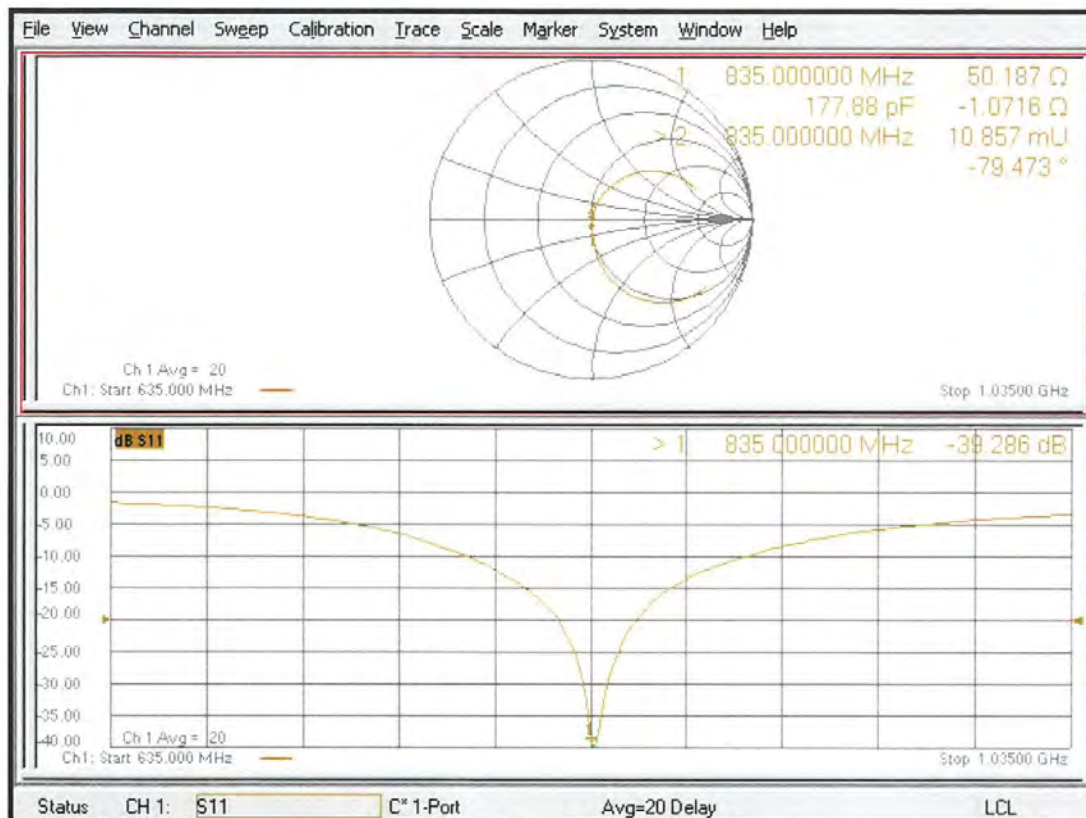 File View Channel Sweep Calibration Trace Scale Marker System Window Help
1 835.000000 MHz 50.187 Ω
177.88 pF -1.0716 Ω
> 2 835.000000 MHz 10.857 mU
-79.473 °
Ch 1 Avg = 20
Ch1: Start 635.000 MHz
Stop 1.03500 GHz
10.00
dB S11
> 1 835.000000 MHz -39.286 dB
5.00
0.00
-5.00
-10.00
-15.00
-20.00
-25.00
-30.00
-35.00
-40.00
Ch 1 Avg = 20
Ch1: Start 635.000 MHz
Stop 1.03500 GHz
Status CH 1: S11 C* 1-Port Avg=20 Delay LCL